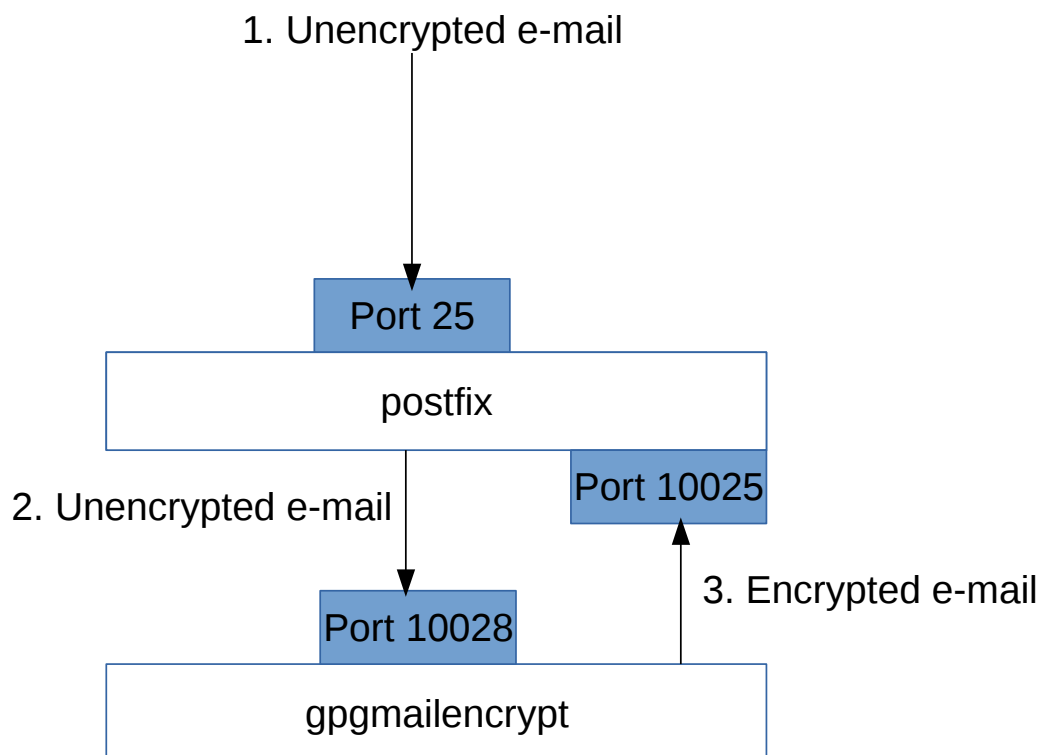 1. Unencrypted e-mail
Port 25
postfix
Port 10025
2. Unencrypted e-mail
3. Encrypted e-mail
Port 10028
gpgmailencrypt